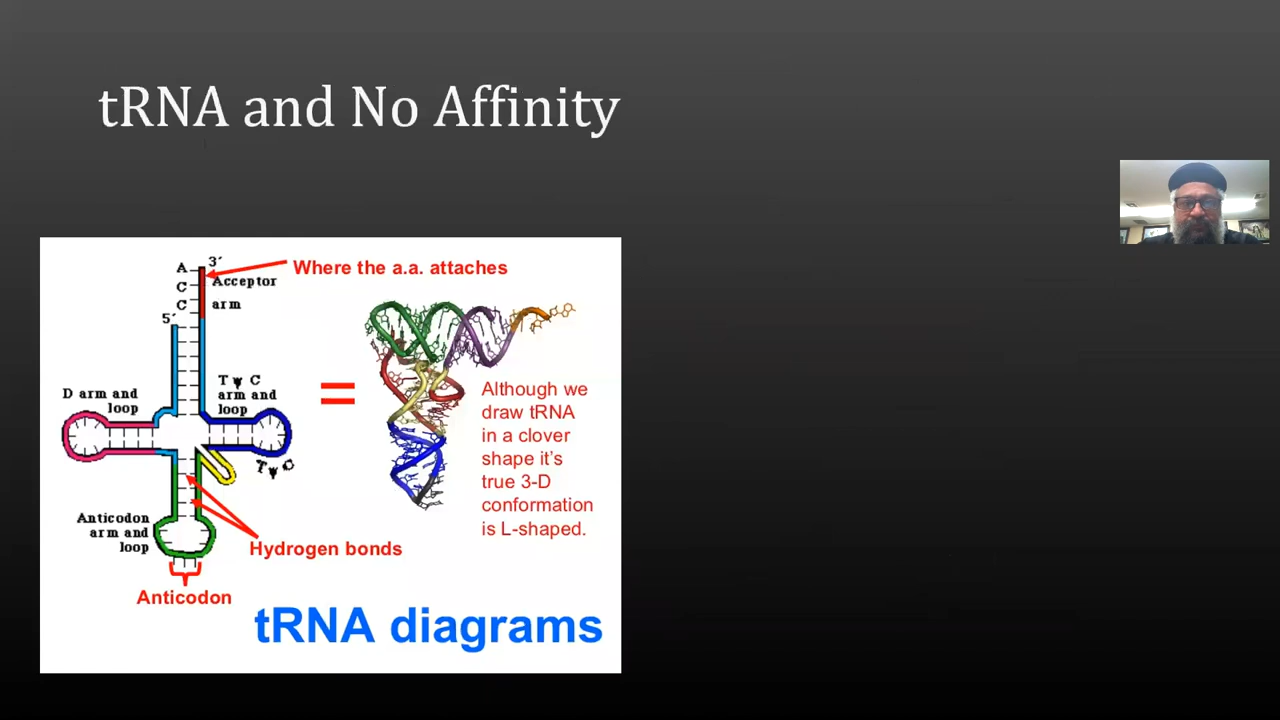 tRNA and No Affinity
3´
A
C
C
5´
Where the a.a. attaches
Acceptor
arm
D arm and
loop
T Ψ C
arm and
loop
T Ψ C
Anticodon
arm and
loop
Hydrogen bonds
Anticodon
Although we
draw tRNA
in a clover
shape it’s
true 3-D
conformation
is L-shaped.
tRNA diagrams